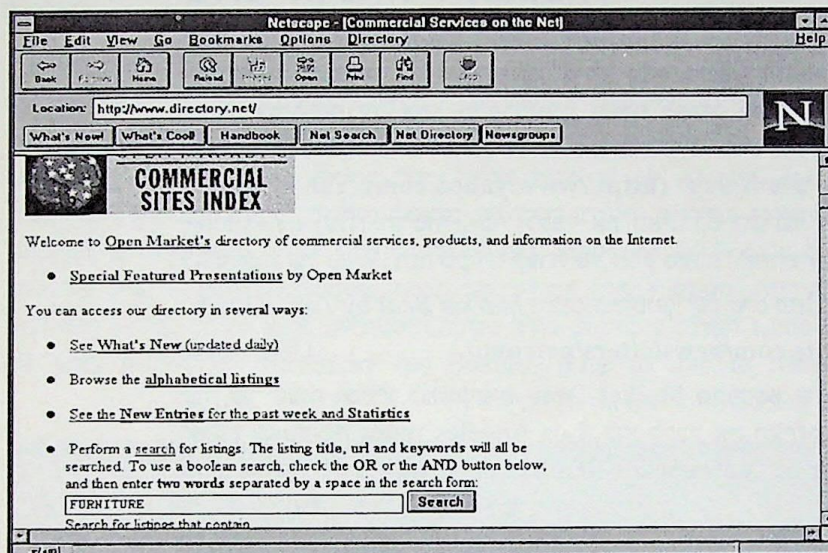 Netscape - [Commercial Services on the Net]
File Edit View Go Bookmarks Options Directory Help
Back Forward Home Reload Images Open Print Find Stop
Location: http://www.directory.net/
What's New! What's Cool! Handbook Net Search Net Directory Newsgroups
N
COMMERCIAL
SITES INDEX
Welcome to Open Market's directory of commercial services, products, and information on the Internet.
• Special Featured Presentations by Open Market
You can access our directory in several ways:
• See What's New (updated daily)
• Browse the alphabetical listings
• See the New Entries for the past week and Statistics
• Perform a search for listings. The listing title, url and keywords will all be
searched. To use a boolean search, check the OR or the AND button below,
and then enter two words separated by a space in the search form:
FURNITURE Search
Search for listings that contain